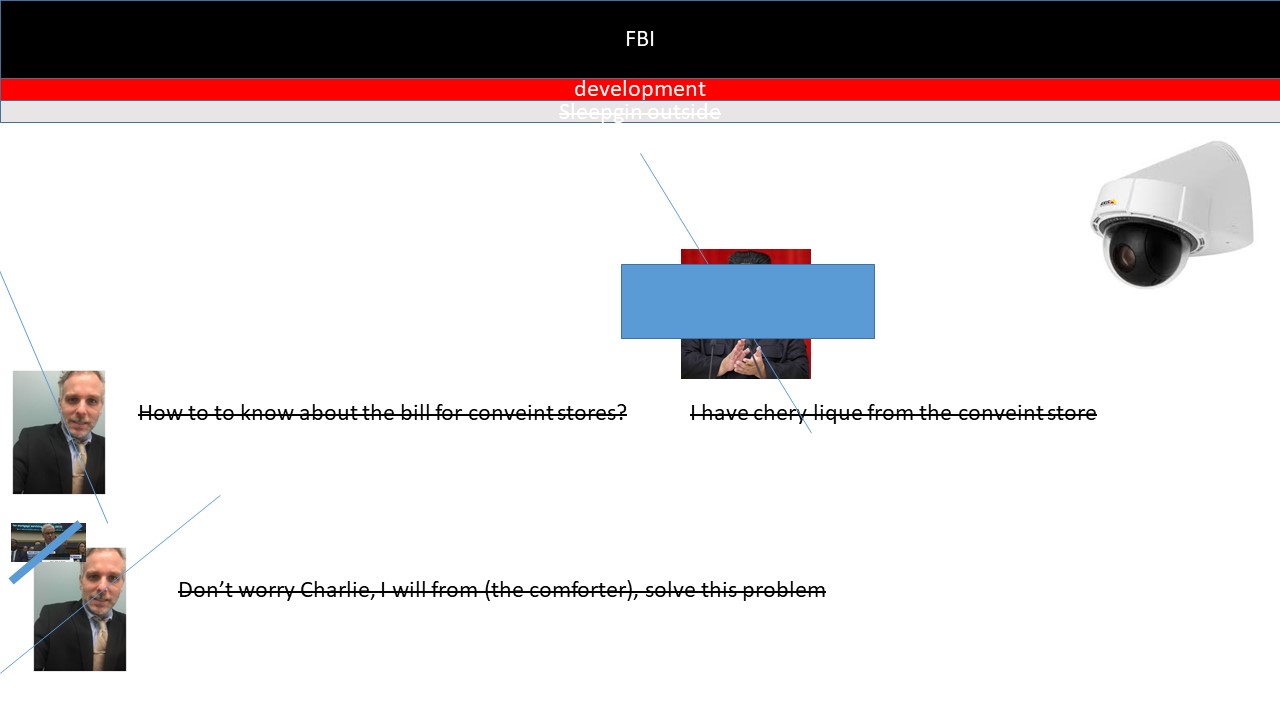 FBI
development
Sleepgin outside
How to to know about the bill for conveint stores?
I have chery lique from the conveint store
Don't worry Charlie, I will from (the comforter), solve this problem